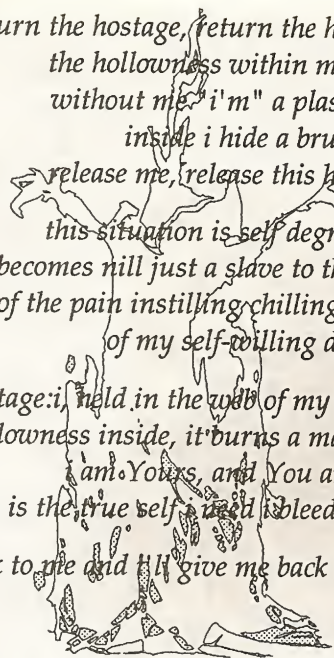 urn the hostage, return the h
the hollowness within m
without me "i'm" a plas
inside i hide a bru
release me, release this h
this situation is self degr
becomes nill just a slave to th
of the pain instilling chilling
of my self-willing d
tage:i, held in the web of my
lowness inside, it burns a ma
i am Yours, and You a
is the true self i need i bleed
to me and i'll give me back